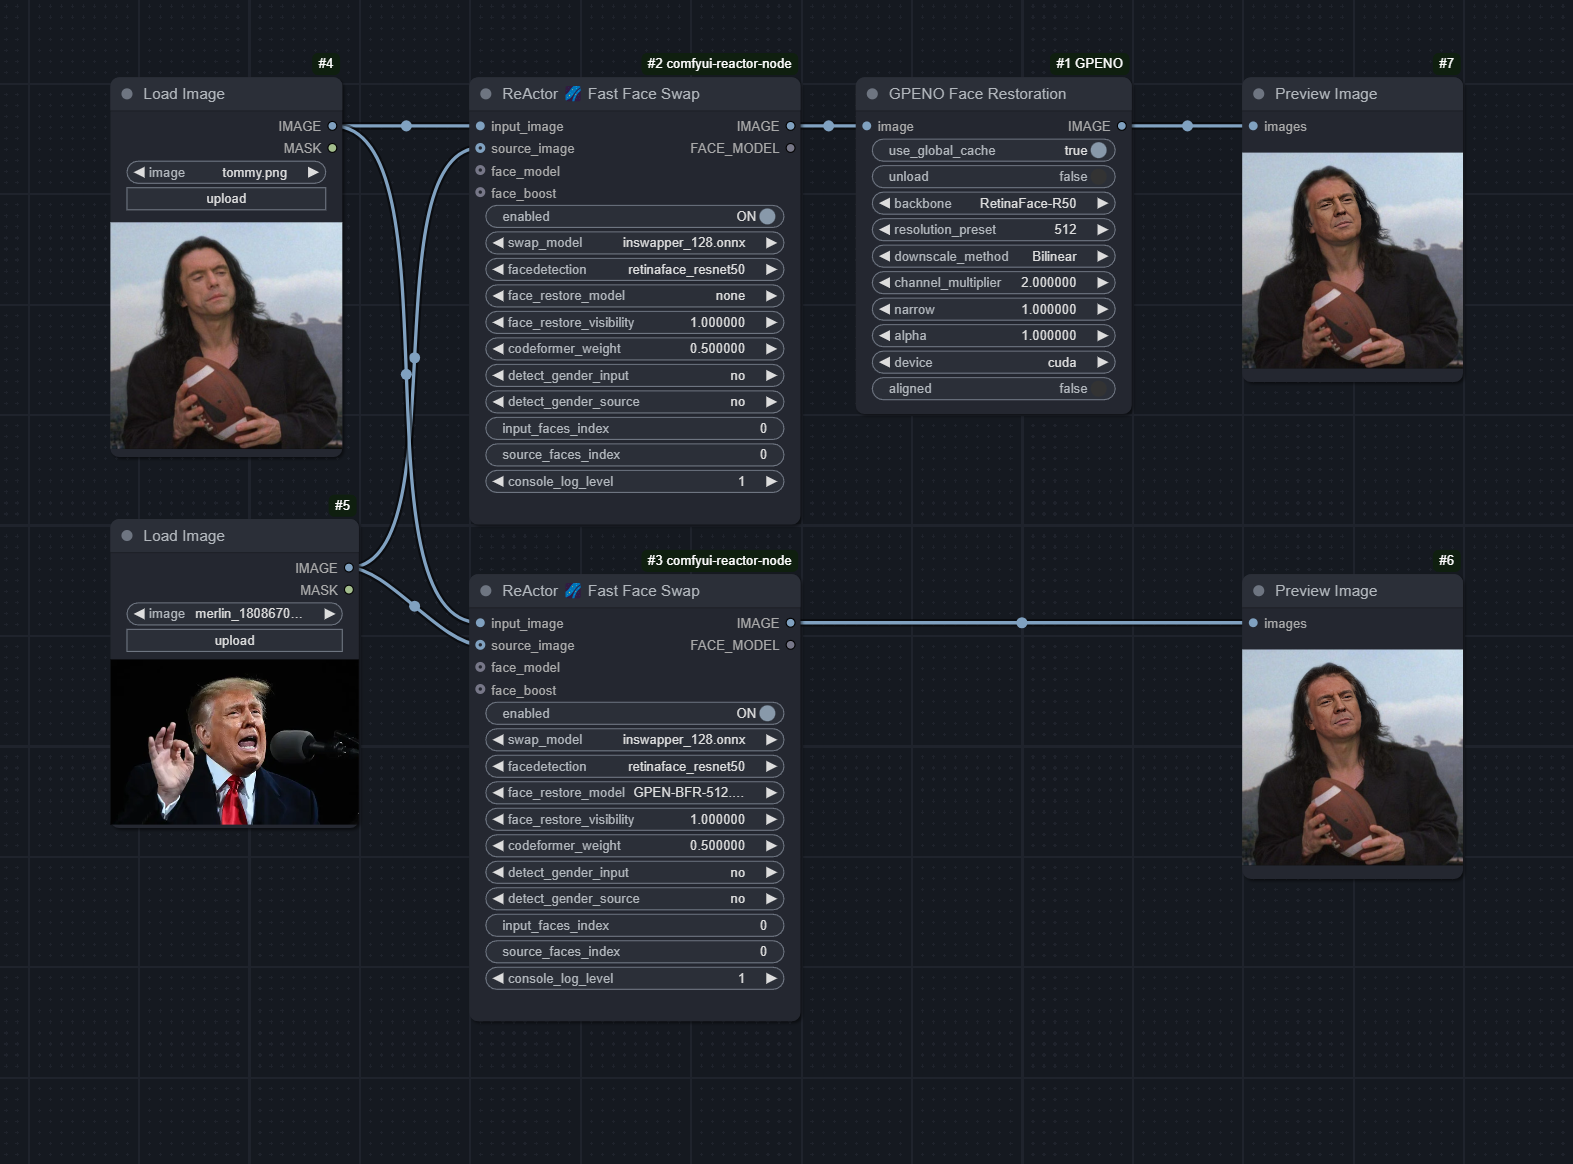 #4
Load Image
IMAGE
MASK
image tommy.png
upload
#5
Load Image
IMAGE
MASK
image merlin_1808670...
upload
#2 comfyui-reactor-node
ReActor Fast Face Swap
input_image IMAGE
source_image FACE_MODEL
face_model
face_boost
enabled ON
swap_model inswapper_128.onnx
facedetection retinaface_resnet50
face_restore_model none
face_restore_visibility 1.000000
codeformer_weight 0.500000
detect_gender_input no
detect_gender_source no
input_faces_index 0
source_faces_index 0
console_log_level 1
#1 GPENO
GPENO Face Restoration
image IMAGE
use_global_cache true
unload false
backbone RetinaFace-R50
resolution_preset 512
downscale_method Bilinear
channel_multiplier 2.000000
narrow 1.000000
alpha 1.000000
device cuda
aligned false
#7
Preview Image
images
#3 comfyui-reactor-node
ReActor Fast Face Swap
input_image IMAGE
source_image FACE_MODEL
face_model
face_boost
enabled ON
swap_model inswapper_128.onnx
facedetection retinaface_resnet50
face_restore_model GPEN-BFR-512....
face_restore_visibility 1.000000
codeformer_weight 0.500000
detect_gender_input no
detect_gender_source no
input_faces_index 0
source_faces_index 0
console_log_level 1
#6
Preview Image
images